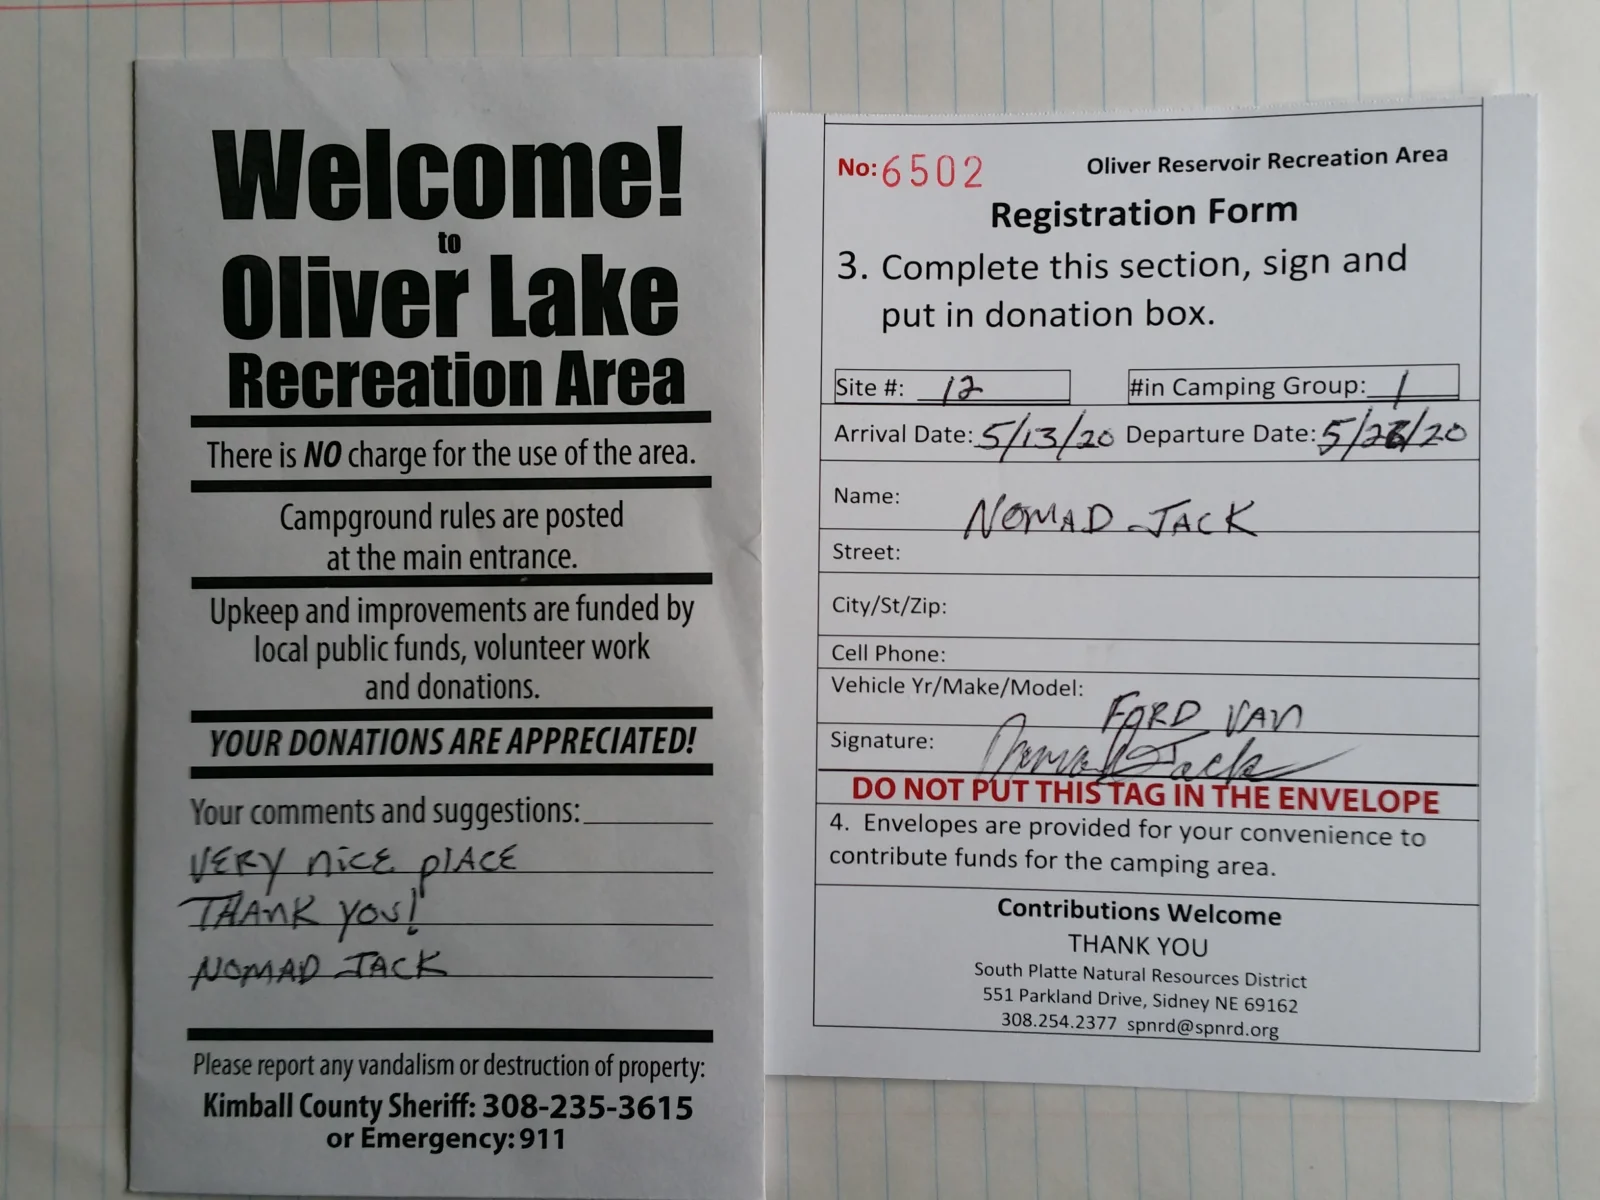 Welcome!
to
Oliver Lake
Recreation Area
There is NO charge for the use of the area.
Campground rules are posted
at the main entrance.
Upkeep and improvements are funded by
local public funds, volunteer work
and donations.
YOUR DONATIONS ARE APPRECIATED!
Your comments and suggestions:
VERY NICE PLACE
THANK YOU!
NOMAD JACK
Please report any vandalism or destruction of property:
Kimball County Sheriff: 308-235-3615
or Emergency: 911
No: 6502 Oliver Reservoir Recreation Area
Registration Form
3. Complete this section, sign and
put in donation box.
Site #: 12 #in Camping Group: 1
Arrival Date: 5/13/20 Departure Date:
Name: NOMAD JACK
Street:
City/St/Zip:
Cell Phone:
Vehicle Yr/Make/Model: FORD VAN
Signature: Nomad Jack
DO NOT PUT THIS TAG IN THE ENVELOPE
4. Envelopes are provided for your convenience to
contribute funds for the camping area.
Contributions Welcome
THANK YOU
South Platte Natural Resources District
551 Parkland Drive, Sidney NE 69162
308.254.2377 spnrd@spnrd.org